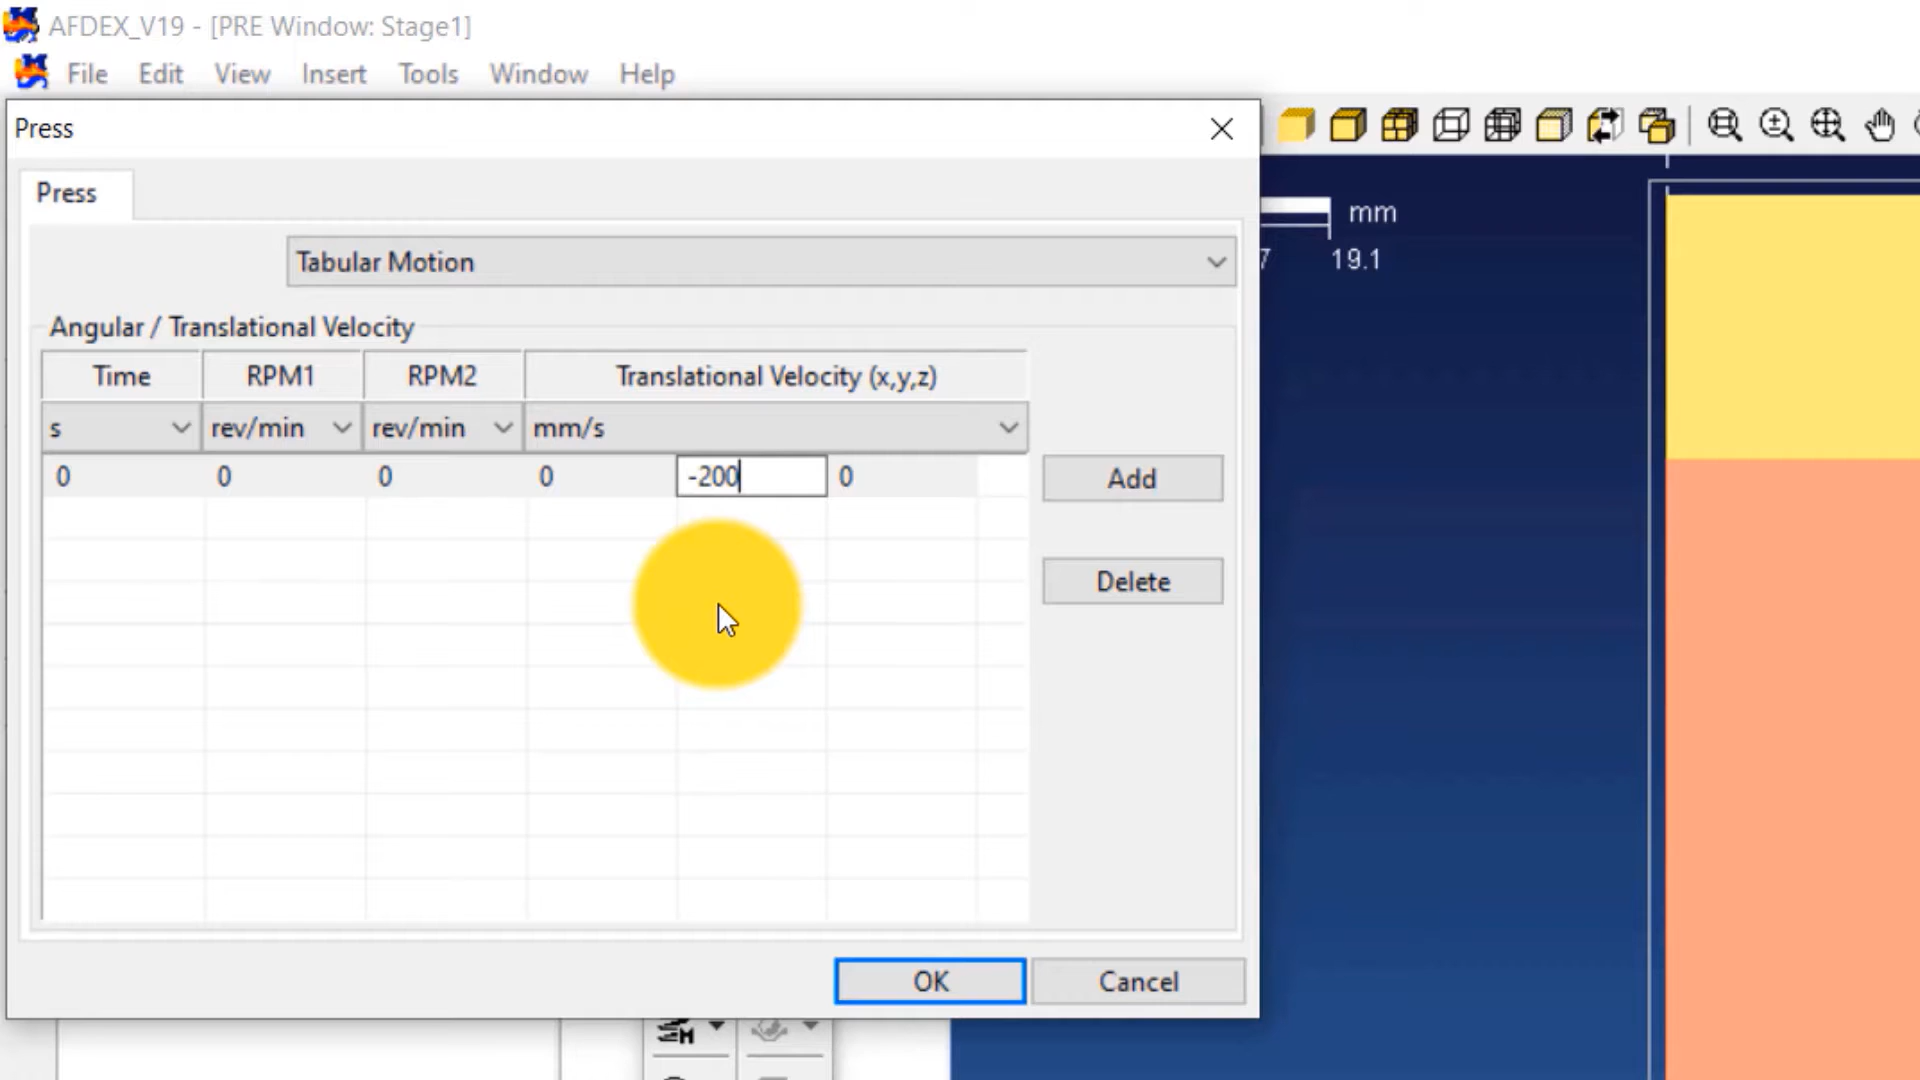 AFDEX_V19 - [PRE Window: Stage1]
File Edit View Insert Tools Window Help
Press
Press
Tabular Motion
mm
7 19.1
Angular / Translational Velocity
Time RPM1 RPM2 Translational Velocity (x,y,z)
s rev/min rev/min mm/s
0 0 0 0 -200 0
Add
Delete
OK Cancel
M